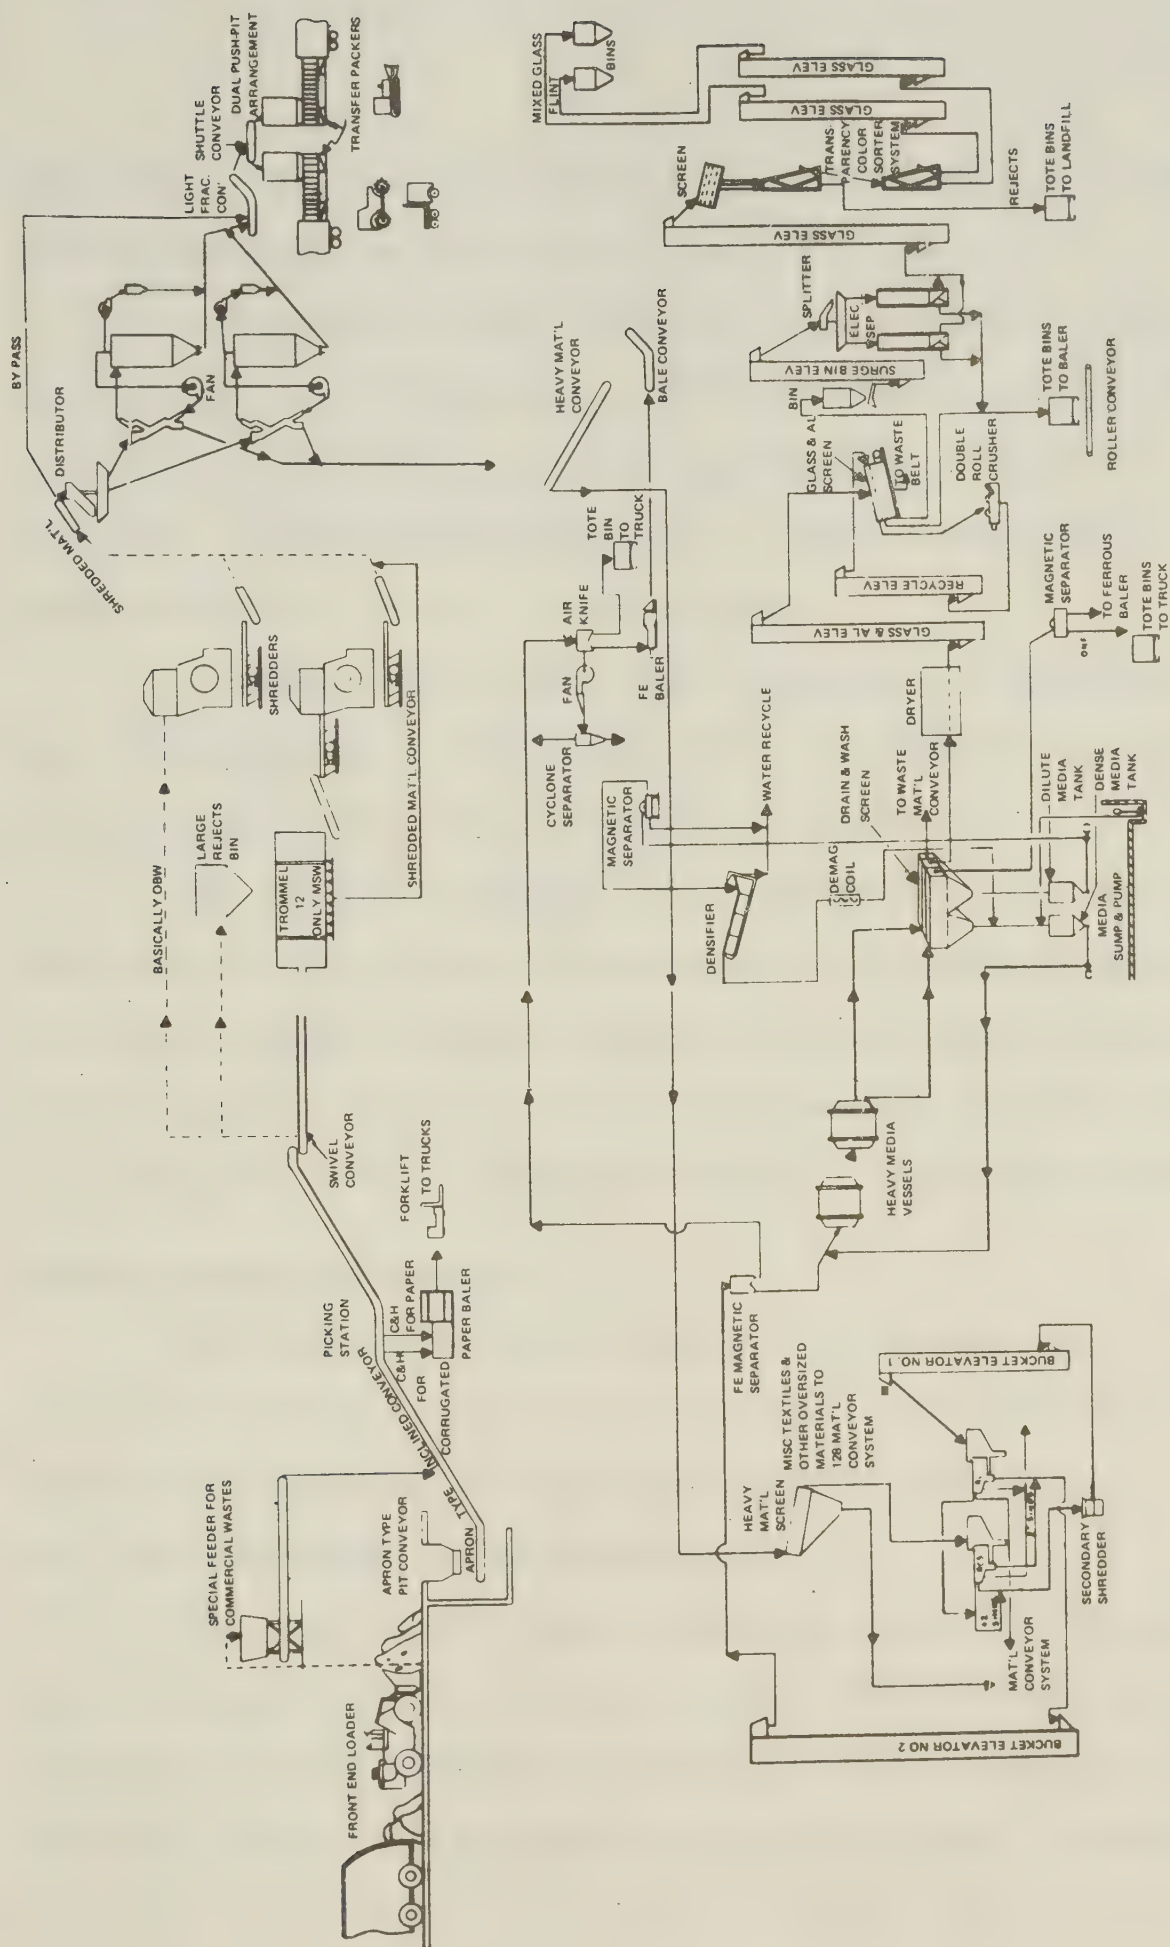 FRONT END LOADER
SPECIAL FEEDER FOR
COMMERCIAL WASTES
APRON TYPE
PIT CONVEYOR
APRON
TYPE
INCLINED CONVEYOR
PICKING
STATION
C&H
FOR
CORRUGATED
C&H
FOR PAPER
PAPER BALER
FORKLIFT
TO TRUCKS
SWIVEL
CONVEYOR
BASICALLY OBW
LARGE
REJECTS
BIN
TROMMEL
12
ONLY MSW
SHREDDED MAT'L CONVEYOR
SHREDDERS
SHREDDED MAT'L
DISTRIBUTOR
BY PASS
FAN
LIGHT
FRAC.
CON'
SHUTTLE
CONVEYOR
DUAL PUSH-PIT
ARRANGEMENT
TRANSFER PACKERS
HEAVY MAT'L
CONVEYOR
BALE CONVEYOR
TOTE
BIN
TO
TRUCK
AIR
KNIFE
FAN
FE
BALER
CYCLONE
SEPARATOR
MAGNETIC
SEPARATOR
WATER RECYCLE
DENSIFIER
DEMAG
COIL
DRAIN & WASH
SCREEN
TO WASTE
MAT'L
CONVEYOR
DRYER
DILUTE
MEDIA
TANK
DENSE
MEDIA
TANK
MEDIA
SUMP & PUMP
HEAVY MEDIA
VESSELS
FE MAGNETIC
SEPARATOR
HEAVY
MAT'L
SCREEN
MISC TEXTILES &
OTHER OVERSIZED
MATERIALS TO
128 MAT'L
CONVEYOR
SYSTEM
BUCKET ELEVATOR NO. 1
SECONDARY
SHREDDER
MAT'L
CONVEYOR
SYSTEM
BUCKET ELEVATOR NO 2
GLASS & AL ELEV
RECYCLE ELEV
GLASS & AL
SCREEN
TO WASTE
BELT
DOUBLE
ROLL
CRUSHER
MAGNETIC
SEPARATOR
TO FERROUS
BALER
TOTE BINS
TO TRUCK
BIN
SURGE BIN ELEV
SPLITTER
ELEC
SEP
TOTE BINS
TO BALER
ROLLER CONVEYOR
GLASS ELEV
SCREEN
TRANS
PARENCY
COLOR
SORTER
SYSTEM
REJECTS
TOTE BINS
TO LANDFILL
GLASS ELEV
GLASS ELEV
MIXED GLASS
FLINT
BINS